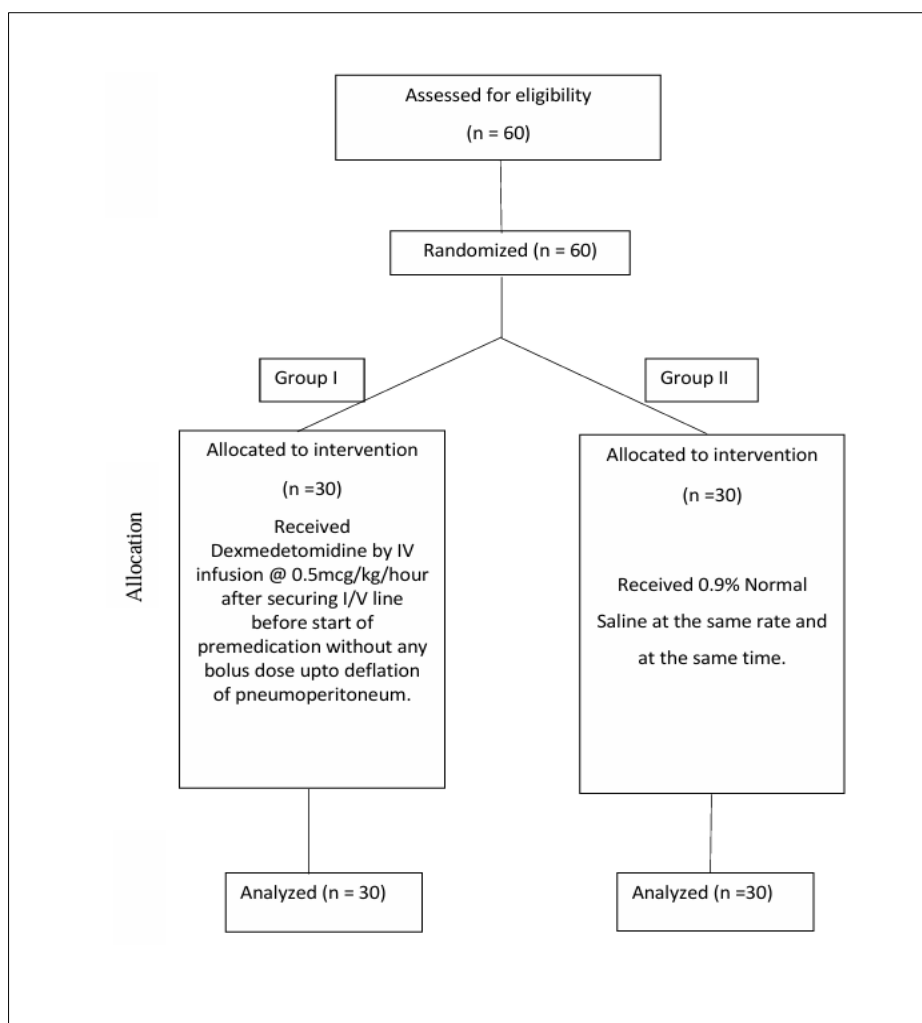 Assessed for eligibility
(n = 60)
Randomized (n = 60)
Group I
Group II
Allocation
Allocated to intervention
(n =30)
Received
Dexmedetomidine by IV
infusion @ 0.5mcg/kg/hour
after securing I/V line
before start of
premedication without any
bolus dose upto deflation
of pneumoperitoneum.
Allocated to intervention
(n =30)
Received 0.9% Normal
Saline at the same rate and
at the same time.
Analyzed (n = 30)
Analyzed (n =30)